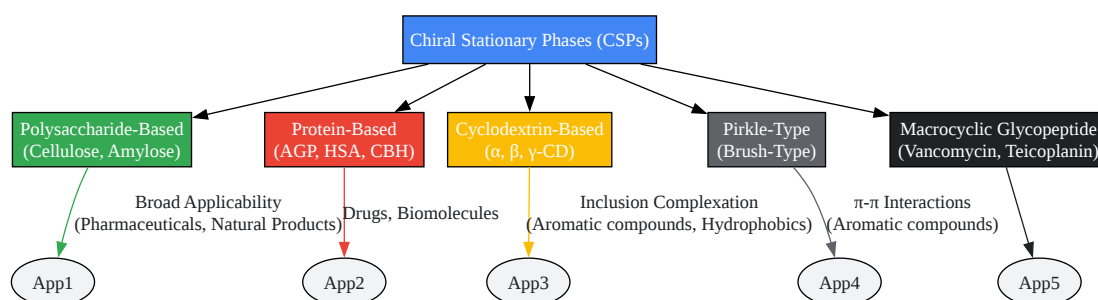 Chiral Stationary Phases (CSPs)
Polysaccharide-Based
(Cellulose, Amylose)
Protein-Based
(AGP, HSA, CBH)
Cyclodextrin-Based
(α, β, γ-CD)
Pirkle-Type
(Brush-Type)
Macrocyclic Glycopeptide
(Vancomycin, Teicoplanin)
Broad Applicability
(Pharmaceuticals, Natural Products)
Drugs, Biomolecules
Inclusion Complexation
(Aromatic compounds, Hydrophobics)
π-π Interactions
(Aromatic compounds)
App1
App2
App3
App4
App5